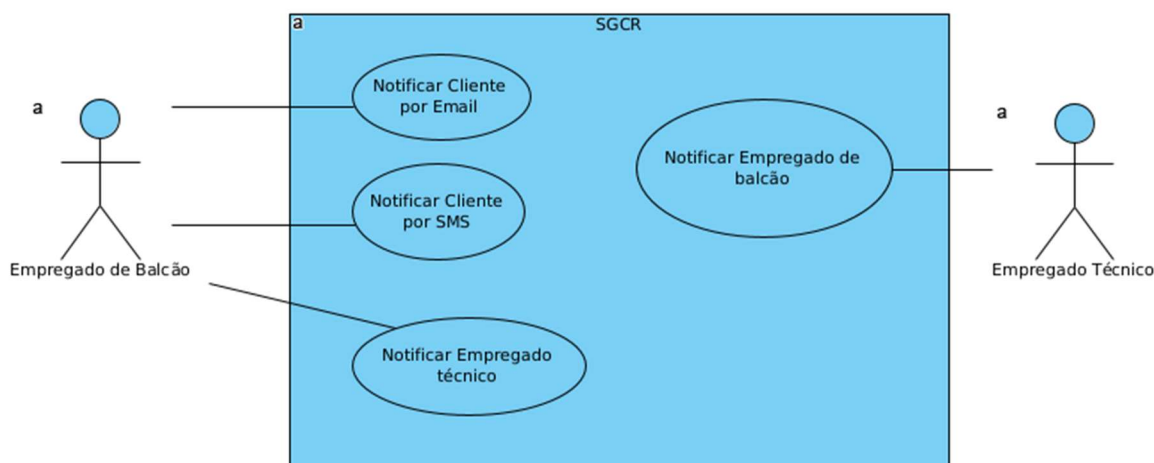 a
SGCR
Notificar Cliente
por Email
a
Notificar Empregado de
balcão
a
Notificar Cliente
por SMS
Empregado de Balcão
Empregado Técnico
Notificar Empregado
técnico